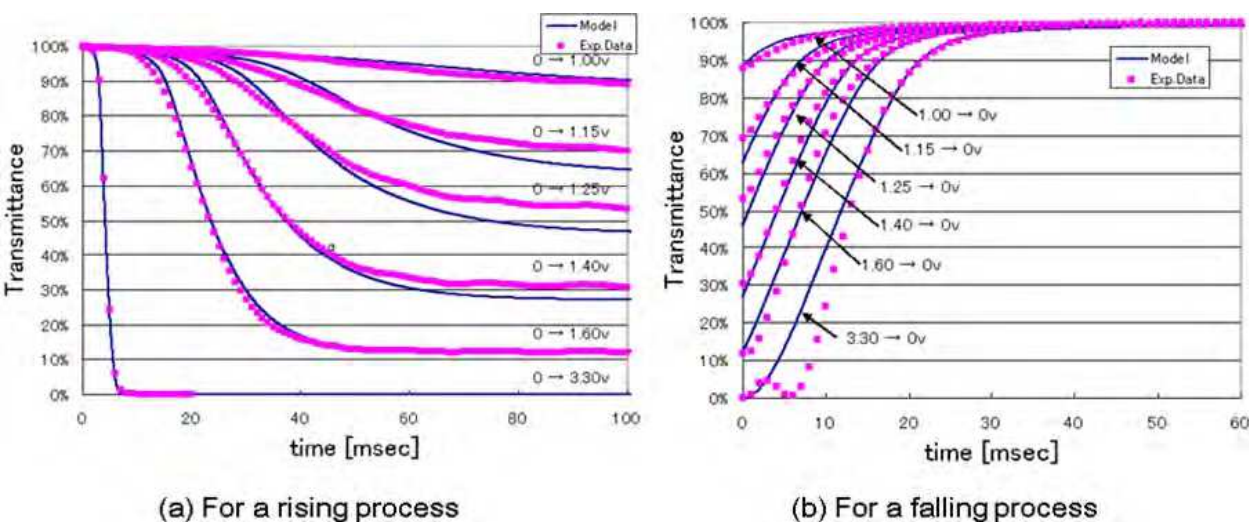 Model
Exp.Data
100%
90%
80%
70%
60%
50%
40%
30%
20%
10%
0%
Transmittance
0 → 1.00v
0 → 1.15v
0 → 1.25v
a
0 → 1.40v
0 → 1.60v
0 → 3.30v
0
20
40
60
80
100
time [msec]
(a) For a rising process
100%
90%
80%
70%
60%
50%
40%
30%
20%
10%
0%
Transmittance
Model
Exp.Data
1.00 → 0v
1.15 → 0v
1.25 → 0v
1.40 → 0v
1.60 → 0v
3.30 → 0v
0
10
20
30
40
50
60
time [msec]
(b) For a falling process